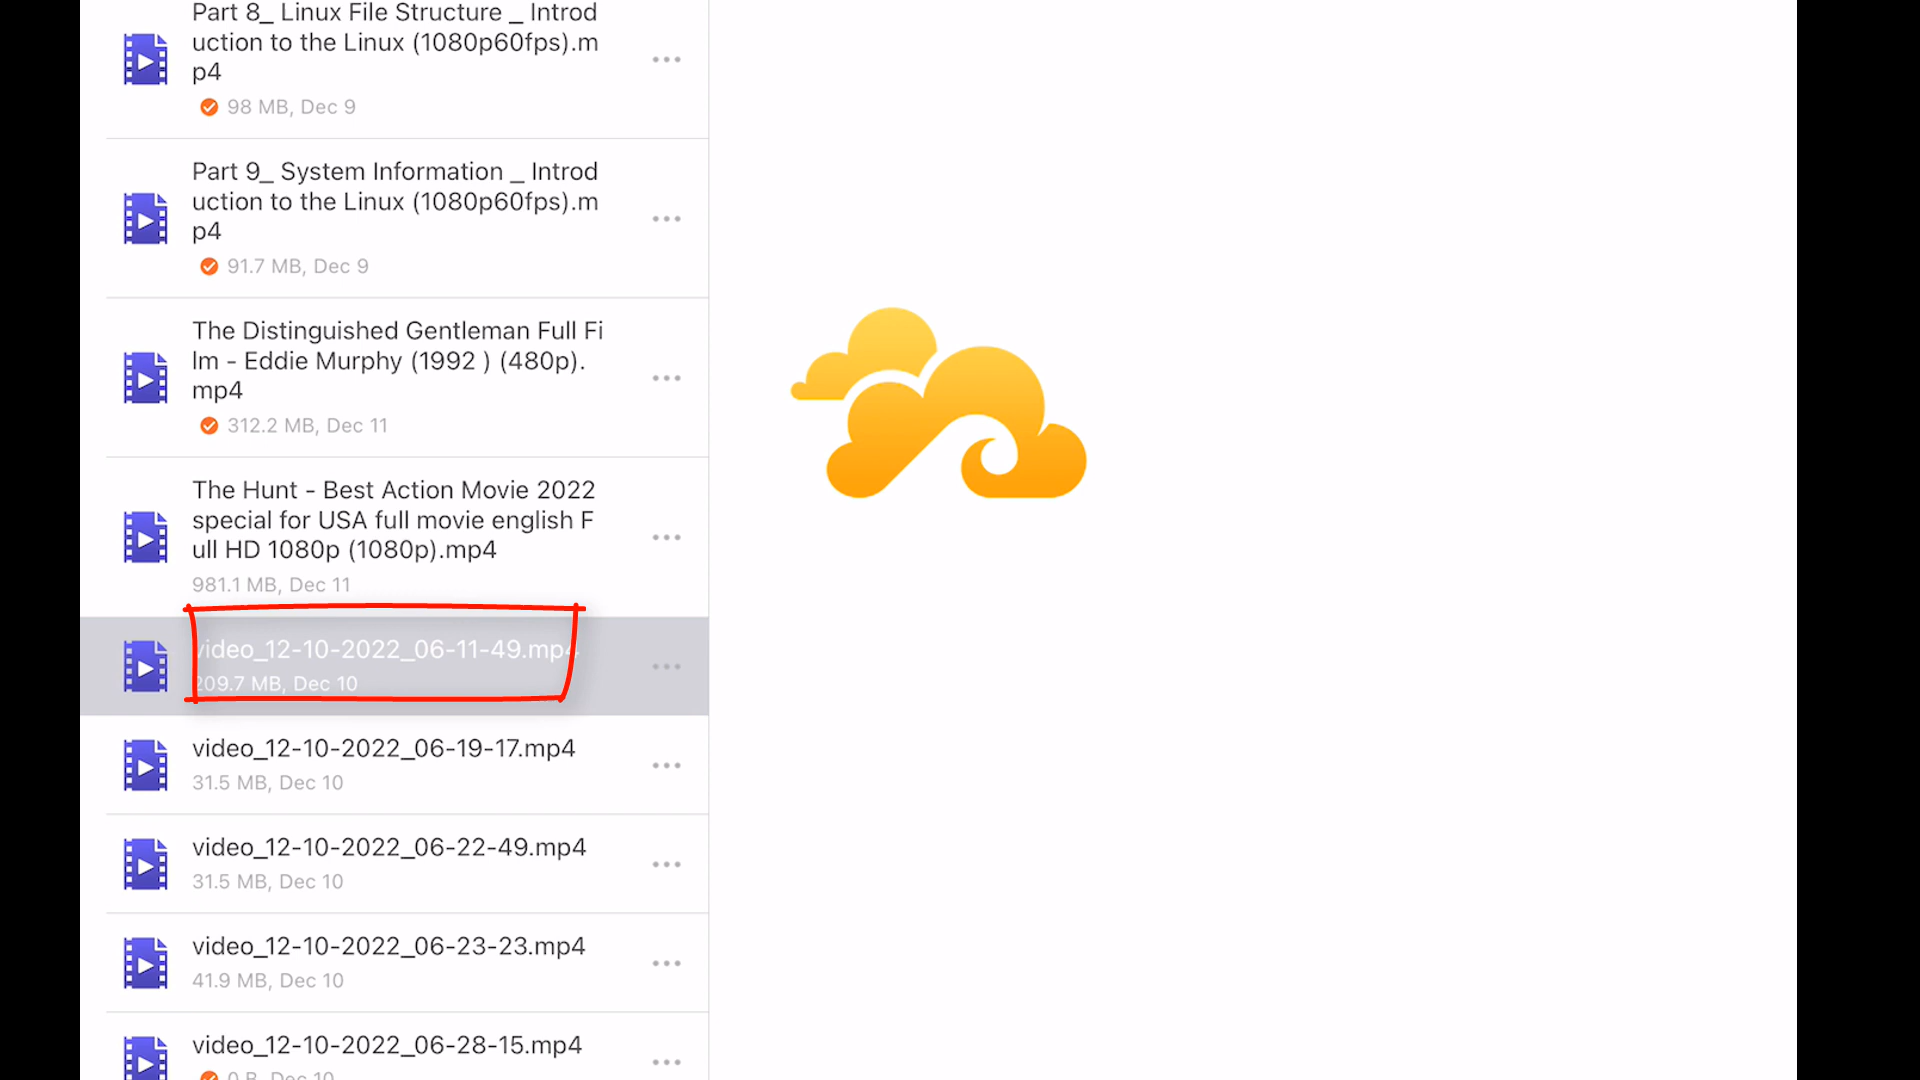 Part 8_ Linux File Structure _ Introd
uction to the Linux (1080p60fps).m
p4
98 MB, Dec 9
Part 9_ System Information _ Introd
uction to the Linux (1080p60fps).m
p4
91.7 MB, Dec 9
The Distinguished Gentleman Full Fi
lm - Eddie Murphy (1992 ) (480p).
mp4
312.2 MB, Dec 11
The Hunt - Best Action Movie 2022
special for USA full movie english F
ull HD 1080p (1080p).mp4
981.1 MB, Dec 11
video_12-10-2022_06-11-49.mp4
209.7 MB, Dec 10
video_12-10-2022_06-19-17.mp4
31.5 MB, Dec 10
video_12-10-2022_06-22-49.mp4
31.5 MB, Dec 10
video_12-10-2022_06-23-23.mp4
41.9 MB, Dec 10
video_12-10-2022_06-28-15.mp4
0 B, Dec 10